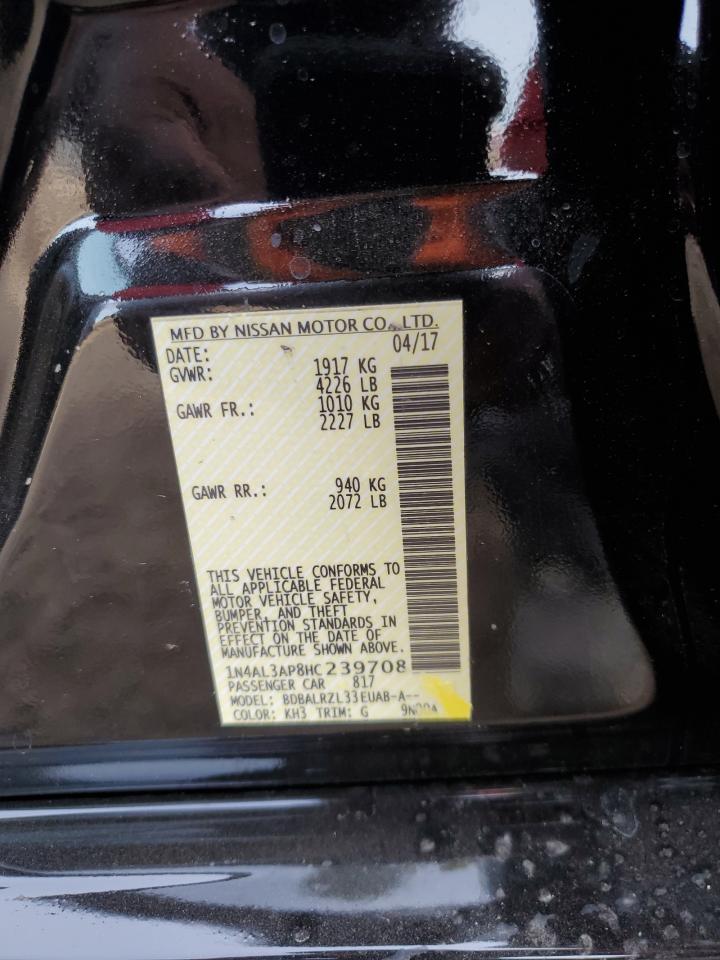 MFD BY NISSAN MOTOR CO., LTD.
DATE: 04/17
GVWR: 1917 KG
4226 LB
GAWR FR.: 1010 KG
2227 LB
GAWR RR.: 940 KG
2072 LB
THIS VEHICLE CONFORMS TO
ALL APPLICABLE FEDERAL
MOTOR VEHICLE SAFETY,
BUMPER, AND THEFT
PREVENTION STANDARDS IN
EFFECT ON THE DATE OF
MANUFACTURE SHOWN ABOVE.
1N4AL3AP8HC239708
PASSENGER CAR 817
MODEL: BDBALRZL33EUAB-A--
COLOR: KH3 TRIM: G